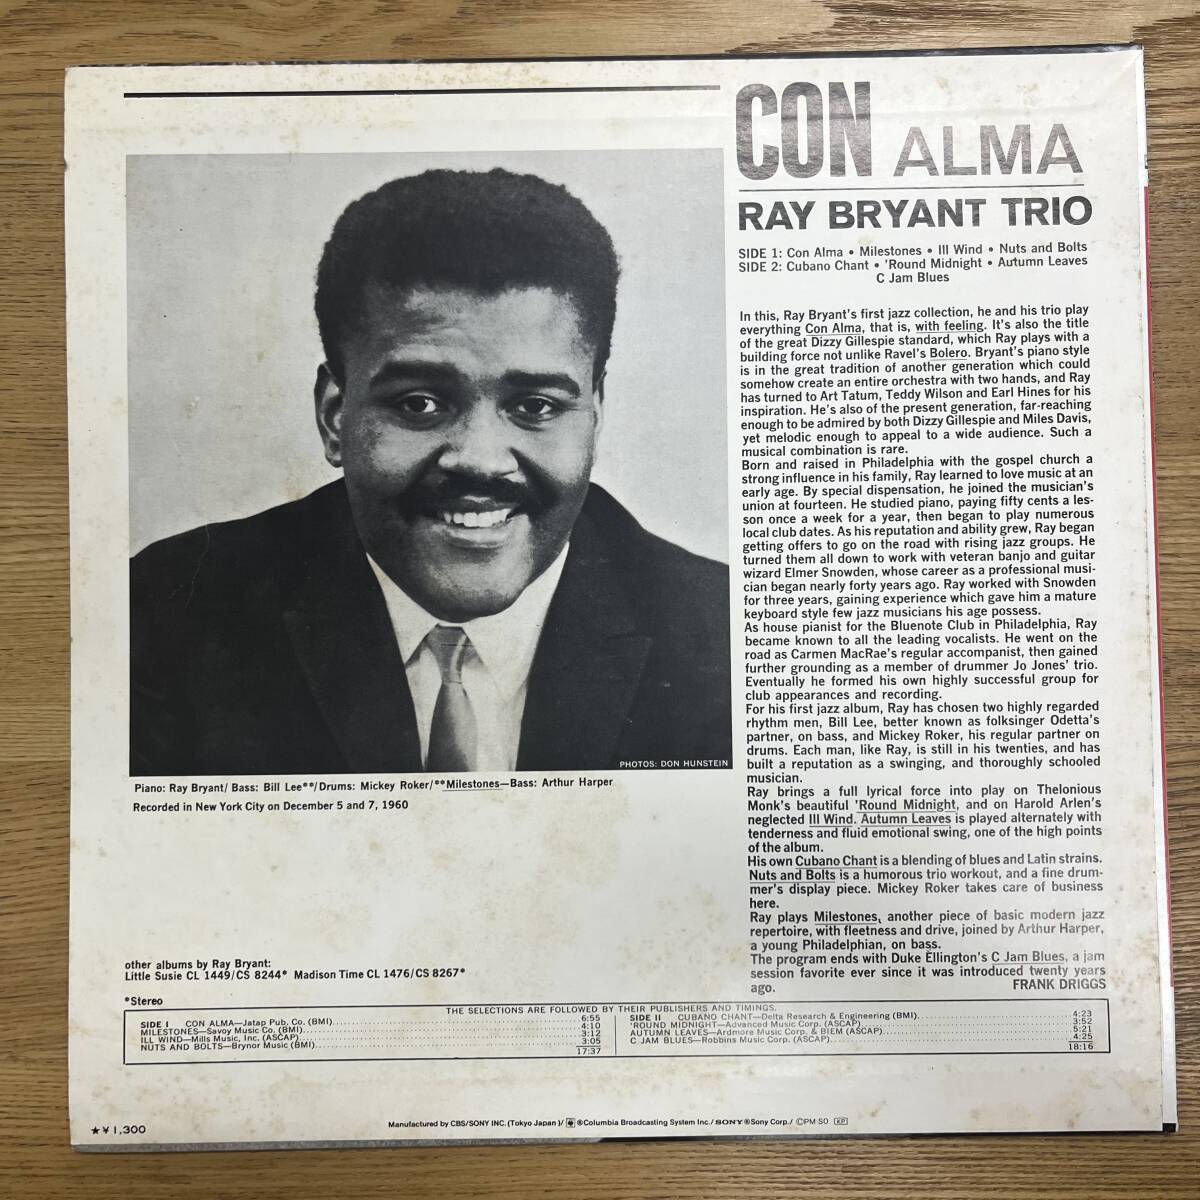 CON ALMA
RAY BRYANT TRIO
SIDE 1: Con Alma • Milestones • Ill Wind • Nuts and Bolts
SIDE 2: Cubano Chant • 'Round Midnight • Autumn Leaves
C Jam Blues
In this, Ray Bryant's first jazz collection, he and his trio play
everything Con Alma, that is, with feeling. It's also the title
of the great Dizzy Gillespie standard, which Ray plays with a
building force not unlike Ravel's Bolero. Bryant's piano style
is in the great tradition of another generation which could
somehow create an entire orchestra with two hands, and Ray
has turned to Art Tatum, Teddy Wilson and Earl Hines for his
inspiration. He's also of the present generation, far-reaching
enough to be admired by both Dizzy Gillespie and Miles Davis,
yet melodic enough to appeal to a wide audience. Such a
musical combination is rare.
Born and raised in Philadelphia with the gospel church a
strong influence in his family, Ray learned to love music at an
early age. By special dispensation, he joined the musician's
union at fourteen. He studied piano, paying fifty cents a les-
son once a week for a year, then began to play numerous
local club dates. As his reputation and ability grew, Ray began
getting offers to go on the road with rising jazz groups. He
turned them all down to work with veteran banjo and guitar
wizard Elmer Snowden, whose career as a professional musi-
cian began nearly forty years ago. Ray worked with Snowden
for three years, gaining experience which gave him a mature
keyboard style few jazz musicians his age possess.
As house pianist for the Bluenote Club in Philadelphia, Ray
became known to all the leading vocalists. He went on the
road as Carmen MacRae's regular accompanist, then gained
further grounding as a member of drummer Jo Jones' trio.
Eventually he formed his own highly successful group for
club appearances and recording.
For his first jazz album, Ray has chosen two highly regarded
rhythm men, Bill Lee, better known as folksinger Odetta's
partner, on bass, and Mickey Roker, his regular partner on
drums. Each man, like Ray, is still in his twenties, and has
built a reputation as a swinging, and thoroughly schooled
musician.
Ray brings a full lyrical force into play on Thelonious
Monk's beautiful 'Round Midnight, and on Harold Arlen's
neglected Ill Wind. Autumn Leaves is played alternately with
tenderness and fluid emotional swing, one of the high points
of the album.
His own Cubano Chant is a blending of blues and Latin strains.
Nuts and Bolts is a humorous trio workout, and a fine drum-
mer's display piece. Mickey Roker takes care of business
here.
Ray plays Milestones, another piece of basic modern jazz
repertoire, with fleetness and drive, joined by Arthur Harper,
a young Philadelphian, on bass.
The program ends with Duke Ellington's C Jam Blues, a jam
session favorite ever since it was introduced twenty years
ago. FRANK DRIGGS
PHOTOS: DON HUNSTEIN
Piano: Ray Bryant/ Bass: Bill Lee**/Drums: Mickey Roker/**Milestones—Bass: Arthur Harper
Recorded in New York City on December 5 and 7, 1960
other albums by Ray Bryant:
Little Susie CL 1449/CS 8244* Madison Time CL 1476/CS 8267*
*Stereo
THE SELECTIONS ARE FOLLOWED BY THEIR PUBLISHERS AND TIMINGS.
SIDE I CON ALMA—Jatap Pub. Co. (BMI) 6:55
MILESTONES—Savoy Music Co. (BMI) 4:10
ILL WIND—Mills Music, Inc. (ASCAP) 3:12
NUTS AND BOLTS—Brynor Music (BMI) 3:05
17:37
SIDE II CUBANO CHANT—Delta Research & Engineering (BMI) 4:23
'ROUND MIDNIGHT—Advanced Music Corp. (ASCAP) 3:52
AUTUMN LEAVES—Ardmore Music Corp. & BIEM (ASCAP) 5:21
C JAM BLUES—Robbins Music Corp. (ASCAP) 4:25
18:16
★¥1,300
Manufactured by CBS/SONY INC. (Tokyo Japan)/ ®Columbia Broadcasting System Inc./SONY®Sony Corp./ ⓒPM SO KP